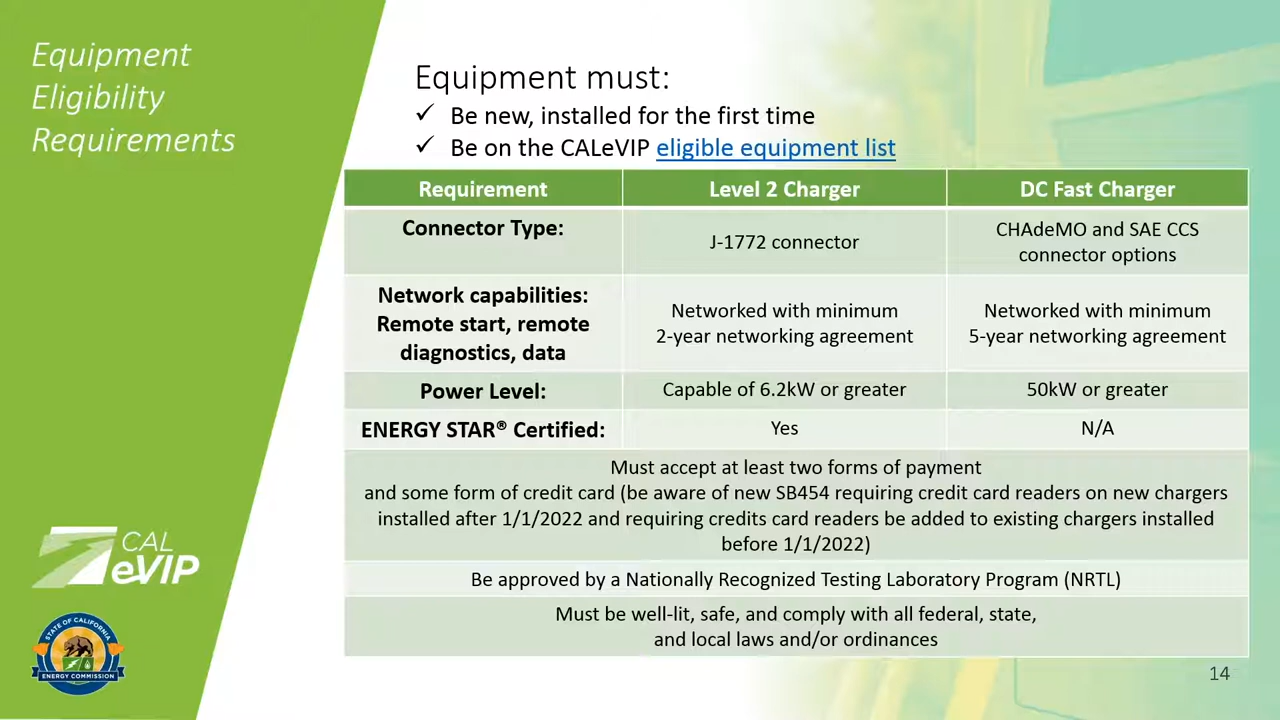 Equipment
Eligibility
Requirements
Equipment must:
✓ Be new, installed for the first time
✓ Be on the CALeVIP eligible equipment list
Requirement
Level 2 Charger
DC Fast Charger
Connector Type:
J-1772 connector
CHAdeMO and SAE CCS
connector options
Network capabilities:
Remote start, remote
diagnostics, data
Networked with minimum
2-year networking agreement
Networked with minimum
5-year networking agreement
Power Level:
Capable of 6.2kW or greater
50kW or greater
ENERGY STAR® Certified:
Yes
N/A
Must accept at least two forms of payment
and some form of credit card (be aware of new SB454 requiring credit card readers on new chargers
installed after 1/1/2022 and requiring credits card readers be added to existing chargers installed
before 1/1/2022)
Be approved by a Nationally Recognized Testing Laboratory Program (NRTL)
Must be well-lit, safe, and comply with all federal, state,
and local laws and/or ordinances
CAL
eVIP
STATE OF CALIFORNIA
ENERGY COMMISSION
14